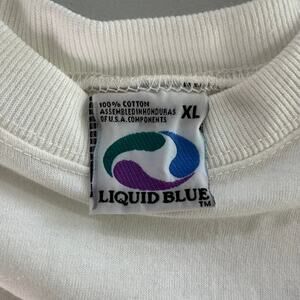 100% COTTON
ASSEMBLED IN HONDURAS
OF U.S.A. COMPONENTS
XL
LIQUID BLUE
TM